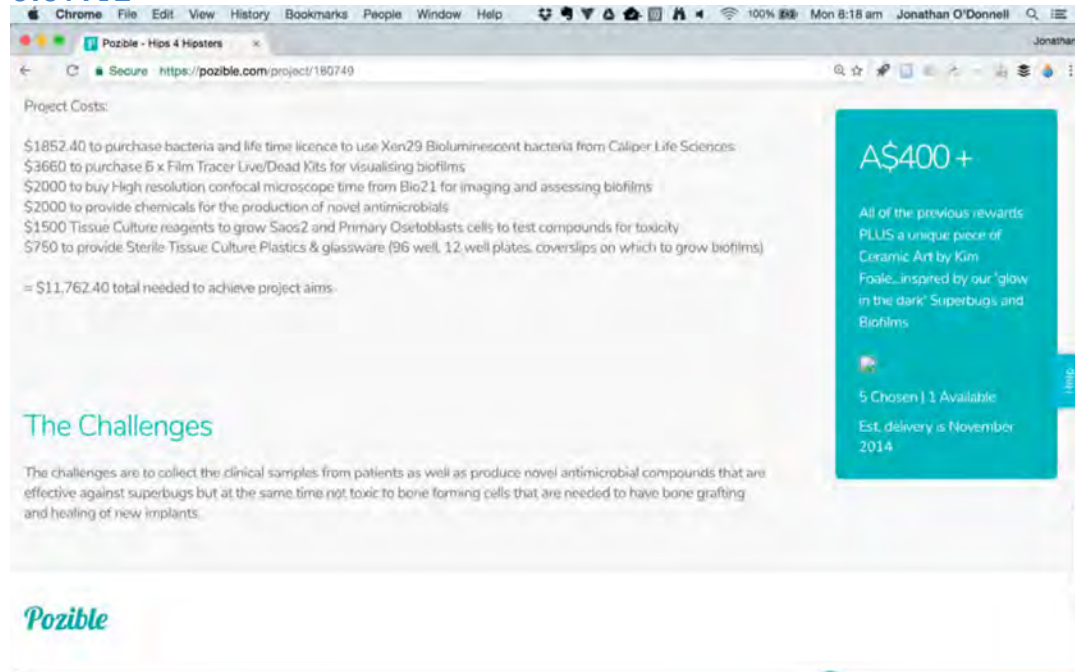 Chrome File Edit View History Bookmarks People Window Help 100% Mon 8:18 am Jonathan O'Donnell
Pozible - Hips 4 Hipsters × Jonathan
Secure https://pozible.com/project/180749
Project Costs:
$1852.40 to purchase bacteria and life time licence to use Xen29 Bioluminescent bacteria from Caliper Life Sciences
$3660 to purchase 6 x Film Tracer Live/Dead Kits for visualising biofilms
$2000 to buy High resolution confocal microscope time from Bio21 for imaging and assessing biofilms
$2000 to provide chemicals for the production of novel antimicrobials
$1500 Tissue Culture reagents to grow Saos2 and Primary Osetoblasts cells to test compounds for toxicity
$750 to provide Sterile Tissue Culture Plastics & glassware (96 well, 12 well plates, coverslips on which to grow biofilms)
= $11,762.40 total needed to achieve project aims
The Challenges
The challenges are to collect the clinical samples from patients as well as produce novel antimicrobial compounds that are
effective against superbugs but at the same time not toxic to bone forming cells that are needed to have bone grafting
and healing of new implants.
A$400 +
All of the previous rewards
PLUS a unique piece of
Ceramic Art by Kim
Foale...inspired by our 'glow
in the dark' Superbugs and
Biofilms
5 Chosen | 1 Available
Est. delivery is November
2014
Help
Pozible